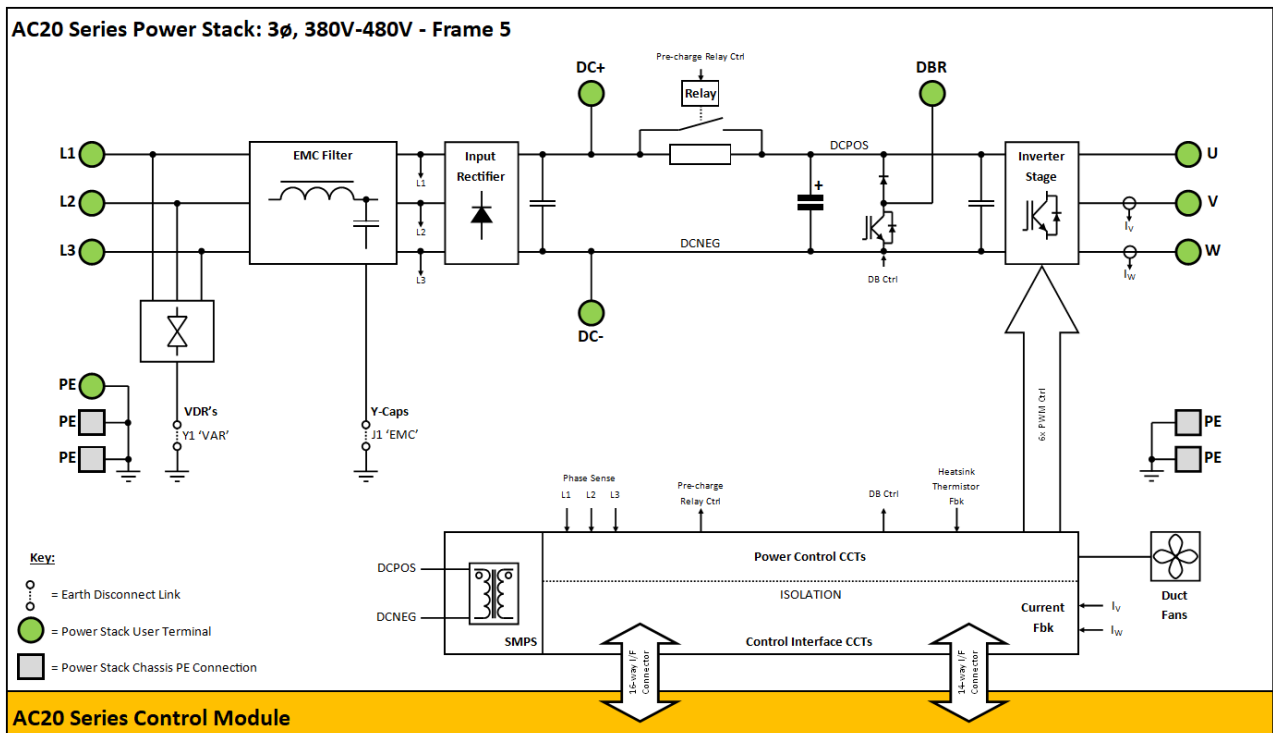 AC20 Series Power Stack: 3ø, 380V-480V - Frame 5
DC+
Pre-charge Relay Ctrl
DBR
Relay
L1
EMC Filter
Input
Rectifier
DCPOS
Inverter
Stage
U
L1
L2
+
V
L2
IV
L3
DCNEG
W
L3
DB Ctrl
IW
DC-
PE
VDR's
Y-Caps
PE
Y1 'VAR'
J1 'EMC'
PE
6x PWM Ctrl
PE
PE
Phase Sense
L1 L2 L3
Pre-charge
Relay Ctrl
DB Ctrl
Heatsink
Thermistor
Fbk
Key:
= Earth Disconnect Link
= Power Stack User Terminal
= Power Stack Chassis PE Connection
DCPOS
DCNEG
SMPS
Power Control CCTs
ISOLATION
Control Interface CCTs
Current
Fbk
IV
IW
Duct
Fans
16-way I/F
Connector
14-way I/F
Connector
AC20 Series Control Module